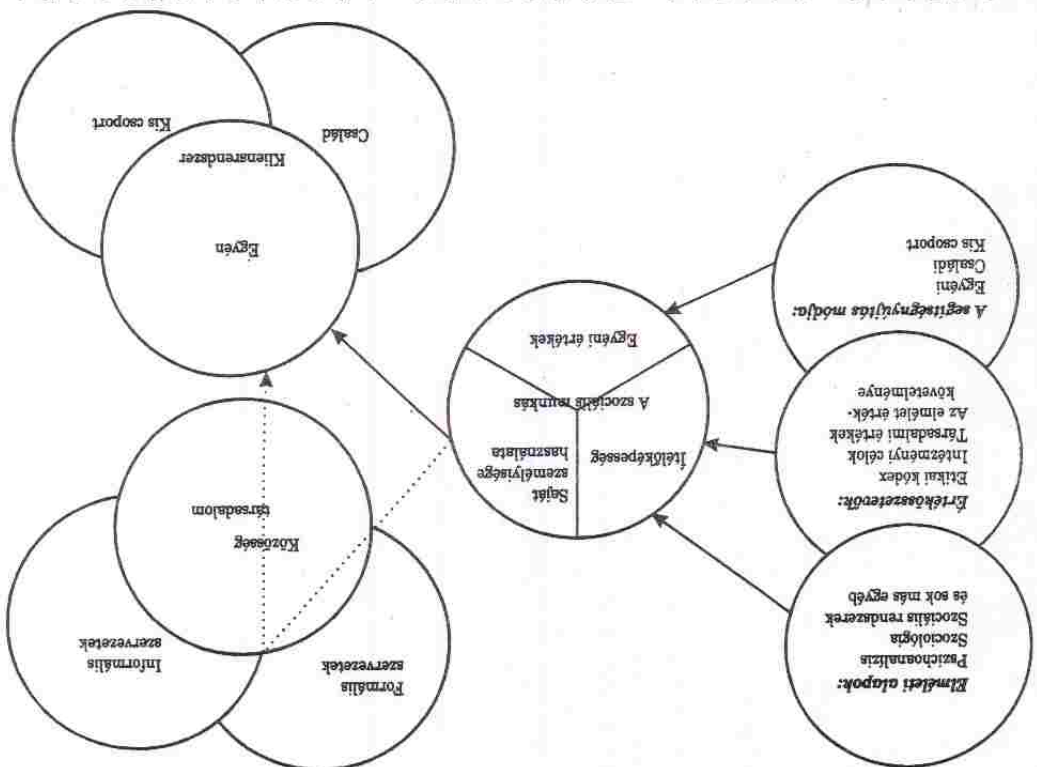 Elméleti alapok:
Pszichoanalízis
Szociológia
Szociális rendszerek
és sok más egyéb
Értékösszetevők:
Etikai kódex
Intézményi célok
Társadalmi értékek
Az elmélet érték-
követelménye
A segítségnyújtás módja:
Egyéni
Családi
Kis csoport
Ítélőképesség
Saját
személyisége
használata
A szociális munkás
Egyéni értékek
Formális
szervezetek
Informális
szervezetek
Közösség
társadalom
Egyén
Kliensrendszer
Család
Kis csoport